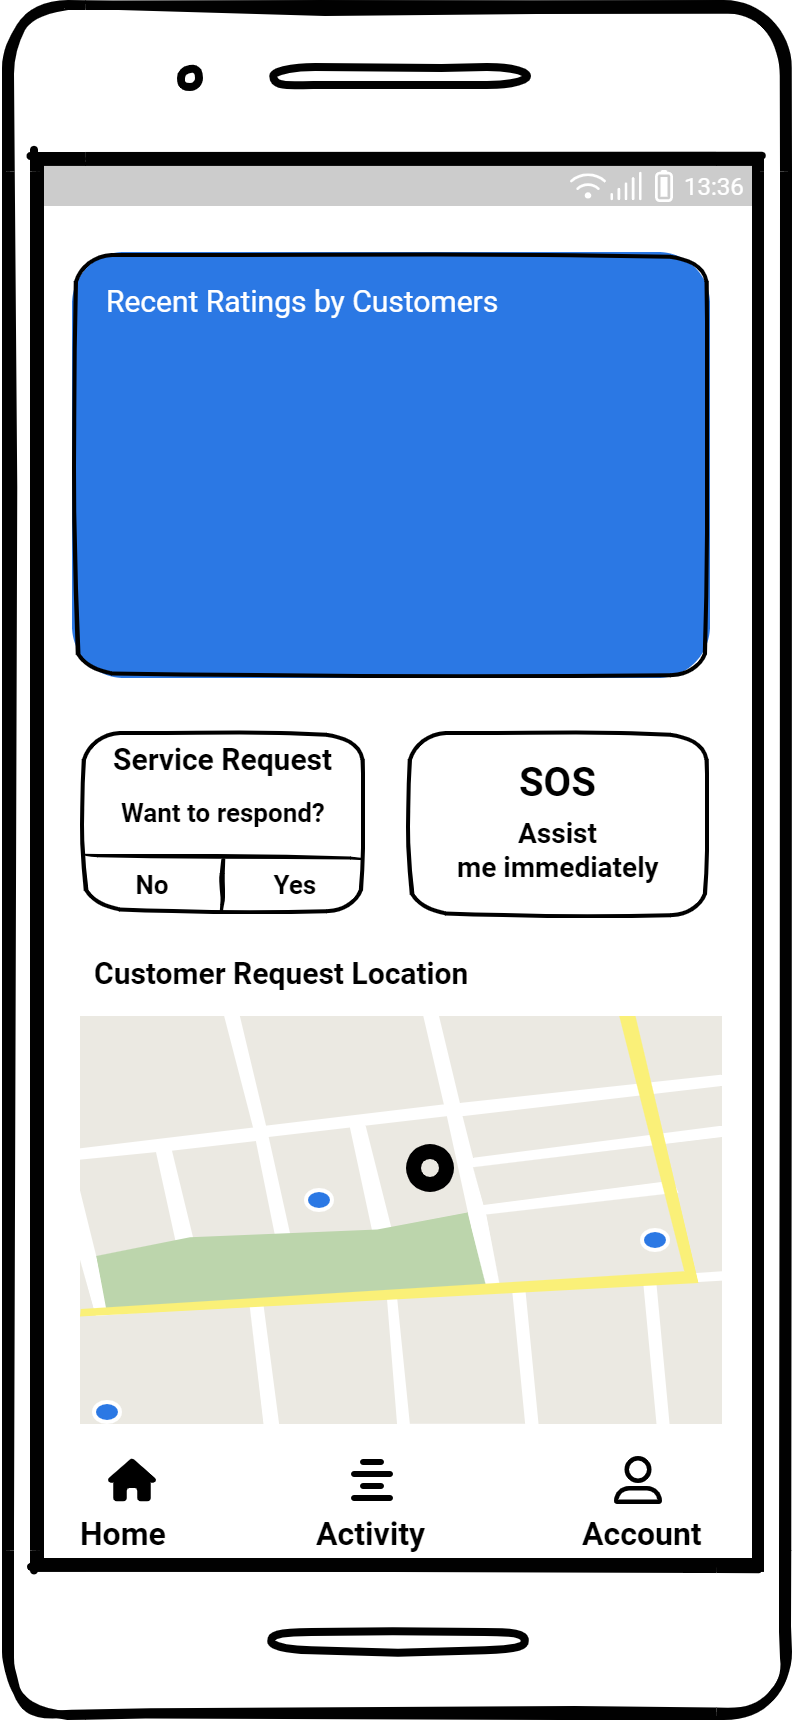 13:36
Recent Ratings by Customers
Service Request
Want to respond?
No
Yes
SOS
Assist
me immediately
Customer Request Location
Home
Activity
Account